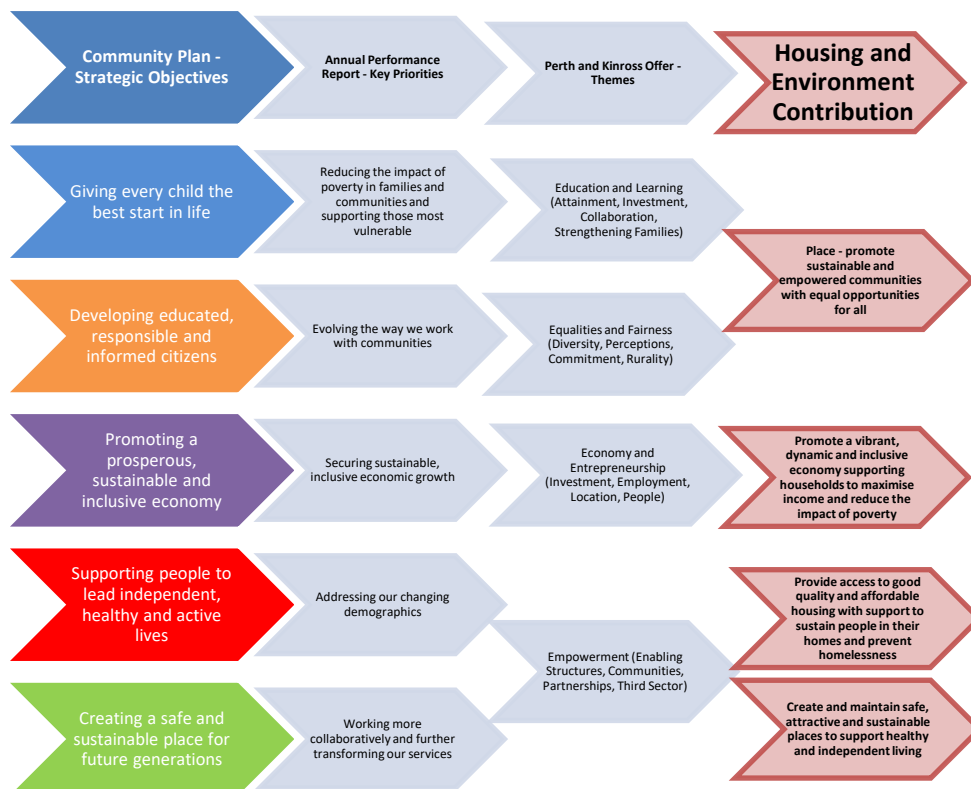 Community Plan -
Strategic Objectives
Annual Performance
Report - Key Priorities
Perth and Kinross Offer -
Themes
Housing and
Environment
Contribution
Giving every child the
best start in life
Reducing the impact of
poverty in families and
communities and
supporting those most
vulnerable
Education and Learning
(Attainment, Investment,
Collaboration,
Strengthening Families)
Place - promote
sustainable and
empowered communities
with equal opportunities
for all
Developing educated,
responsible and
informed citizens
Evolving the way we work
with communities
Equalities and Fairness
(Diversity, Perceptions,
Commitment, Rurality)
Promoting a
prosperous,
sustainable and
inclusive economy
Securing sustainable,
inclusive economic growth
Economy and
Entrepreneurship
(Investment, Employment,
Location, People)
Promote a vibrant,
dynamic and inclusive
economy supporting
households to maximise
income and reduce the
impact of poverty
Supporting people to
lead independent,
healthy and active
lives
Addressing our changing
demographics
Empowerment (Enabling
Structures, Communities,
Partnerships, Third Sector)
Provide access to good
quality and affordable
housing with support to
sustain people in their
homes and prevent
homelessness
Creating a safe and
sustainable place for
future generations
Working more
collaboratively and further
transforming our services
Create and maintain safe,
attractive and sustainable
places to support healthy
and independent living